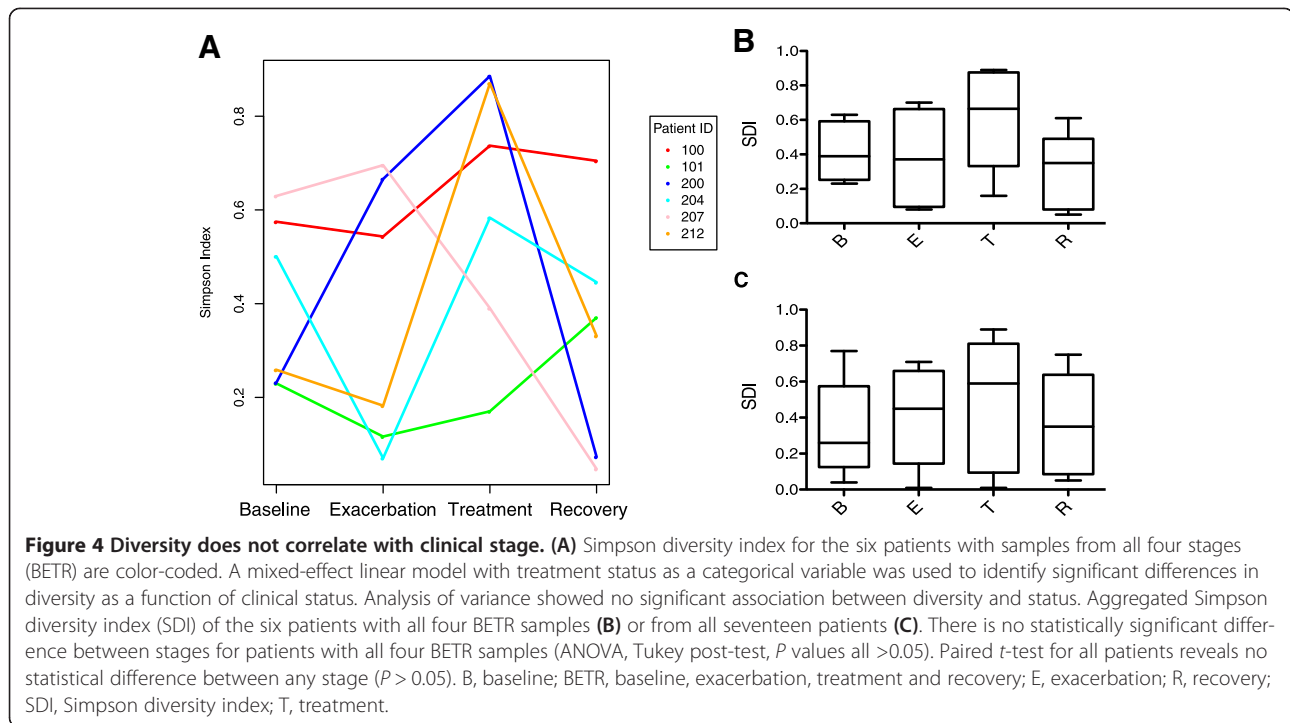 A
Simpson Index
0.8
0.6
0.4
0.2
Baseline Exacerbation Treatment Recovery
Patient ID
100
101
200
204
207
212
B
SDI
1.0
0.8
0.6
0.4
0.2
0.0
B E T R
C
SDI
1.0
0.8
0.6
0.4
0.2
0.0
B E T R
Figure 4 Diversity does not correlate with clinical stage. (A) Simpson diversity index for the six patients with samples from all four stages
(BETR) are color-coded. A mixed-effect linear model with treatment status as a categorical variable was used to identify significant differences in
diversity as a function of clinical status. Analysis of variance showed no significant association between diversity and status. Aggregated Simpson
diversity index (SDI) of the six patients with all four BETR samples (B) or from all seventeen patients (C). There is no statistically significant differ-
ence between stages for patients with all four BETR samples (ANOVA, Tukey post-test, P values all >0.05). Paired t-test for all patients reveals no
statistical difference between any stage (P > 0.05). B, baseline; BETR, baseline, exacerbation, treatment and recovery; E, exacerbation; R, recovery;
SDI, Simpson diversity index; T, treatment.